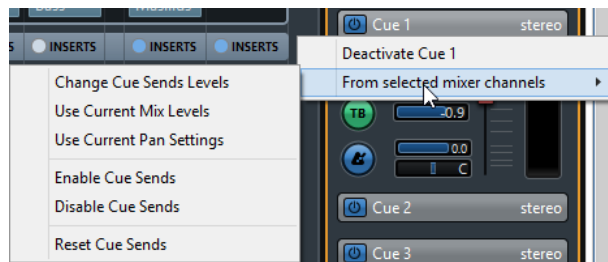 Cue 1 stereo
INSERTS INSERTS INSERTS
Deactivate Cue 1
From selected mixer channels
Change Cue Sends Levels
Use Current Mix Levels
Use Current Pan Settings
Enable Cue Sends
Disable Cue Sends
Reset Cue Sends
TB -0.9
0.0
C
Cue 2 stereo
Cue 3 stereo